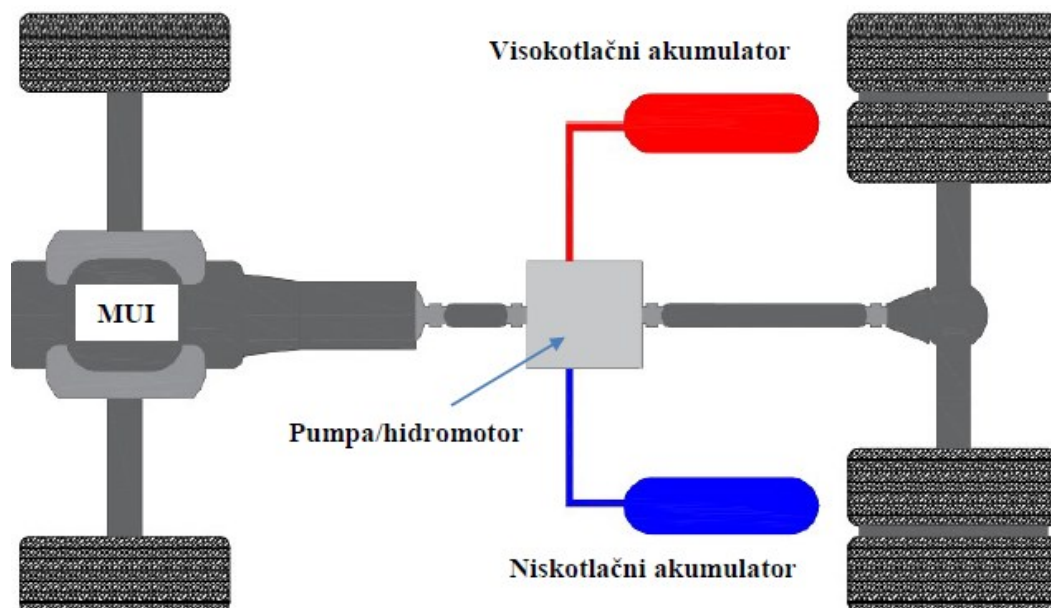 Visokotlačni akumulator
MUI
Pumpa/hidromotor
Niskotlačni akumulator